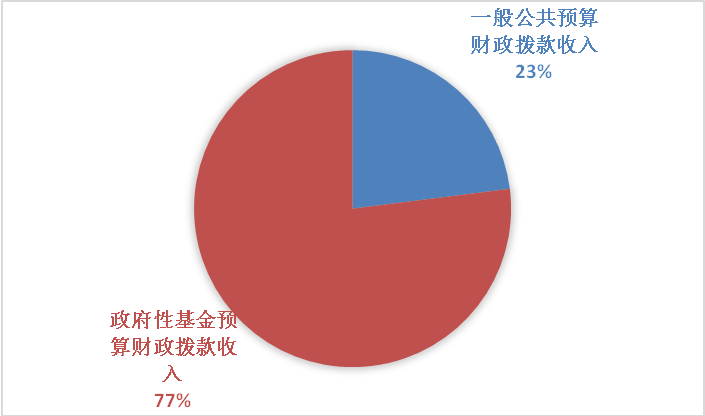 一般公共预算
财政拨款收入
23%
政府性基金预
算财政拨款收
入
77%